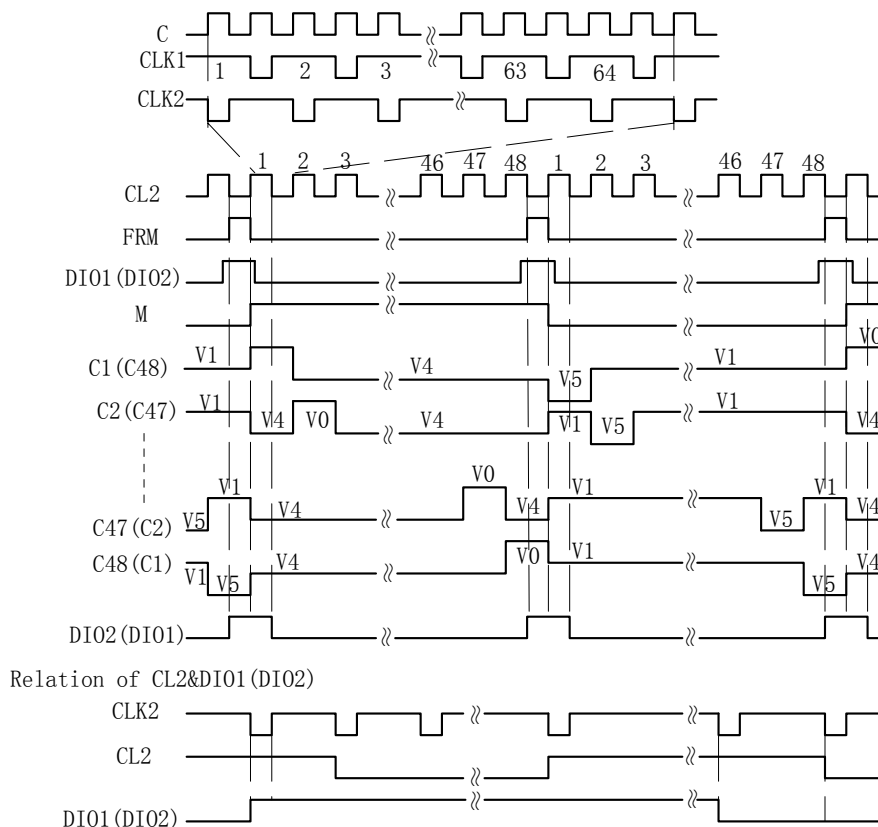 C
CLK1
1 2 3 63 64
CLK2
1 2 3 46 47 48 1 2 3 46 47 48
CL2
FRM
DIO1(DIO2)
M
V1 V4 V5 V1 V0
C1(C48)
V1 V4 V0 V4 V1 V5 V1 V4
C2(C47)
V5 V1 V4 V0 V4 V1 V5 V1 V4
C47(C2)
V1 V5 V4 V0 V1 V5 V4
C48(C1)
DIO2(DIO1)
Relation of CL2&DIO1(DIO2)
CLK2
CL2
DIO1(DIO2)